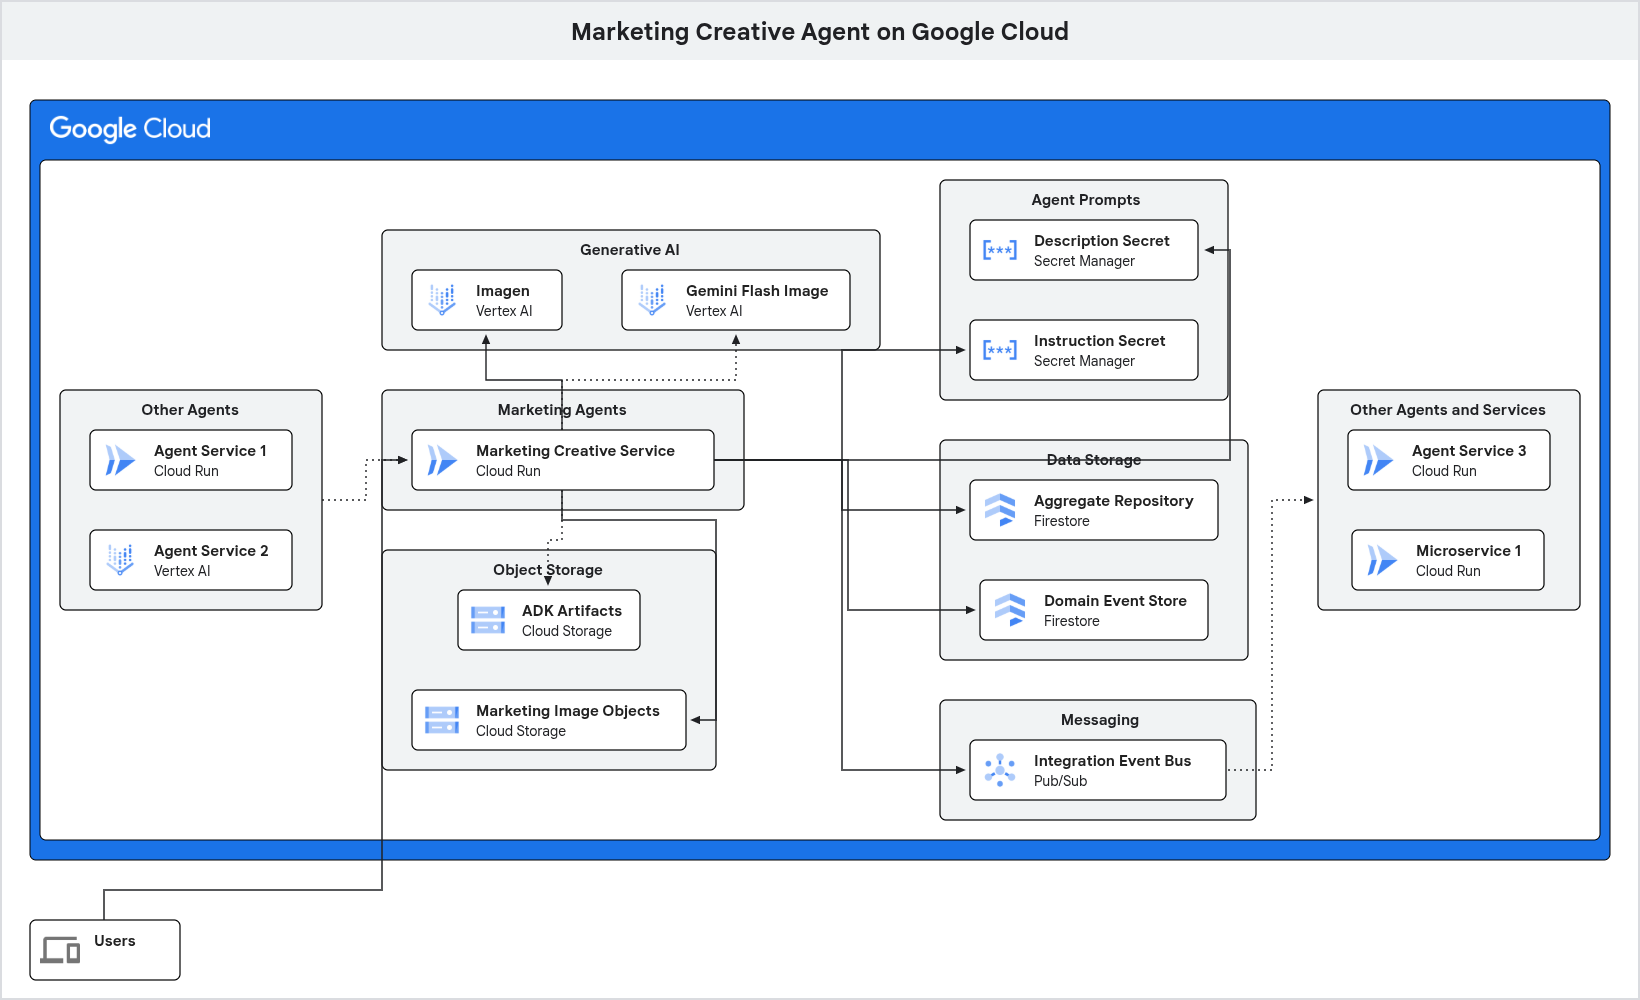 Marketing Creative Agent on Google Cloud
Google Cloud
Agent Prompts
Description Secret
Secret Manager
Instruction Secret
Secret Manager
Generative AI
Imagen
Vertex AI
Gemini Flash Image
Vertex AI
Other Agents
Agent Service 1
Cloud Run
Agent Service 2
Vertex AI
Marketing Agents
Marketing Creative Service
Cloud Run
Object Storage
ADK Artifacts
Cloud Storage
Marketing Image Objects
Cloud Storage
Data Storage
Aggregate Repository
Firestore
Domain Event Store
Firestore
Messaging
Integration Event Bus
Pub/Sub
Other Agents and Services
Agent Service 3
Cloud Run
Microservice 1
Cloud Run
Users